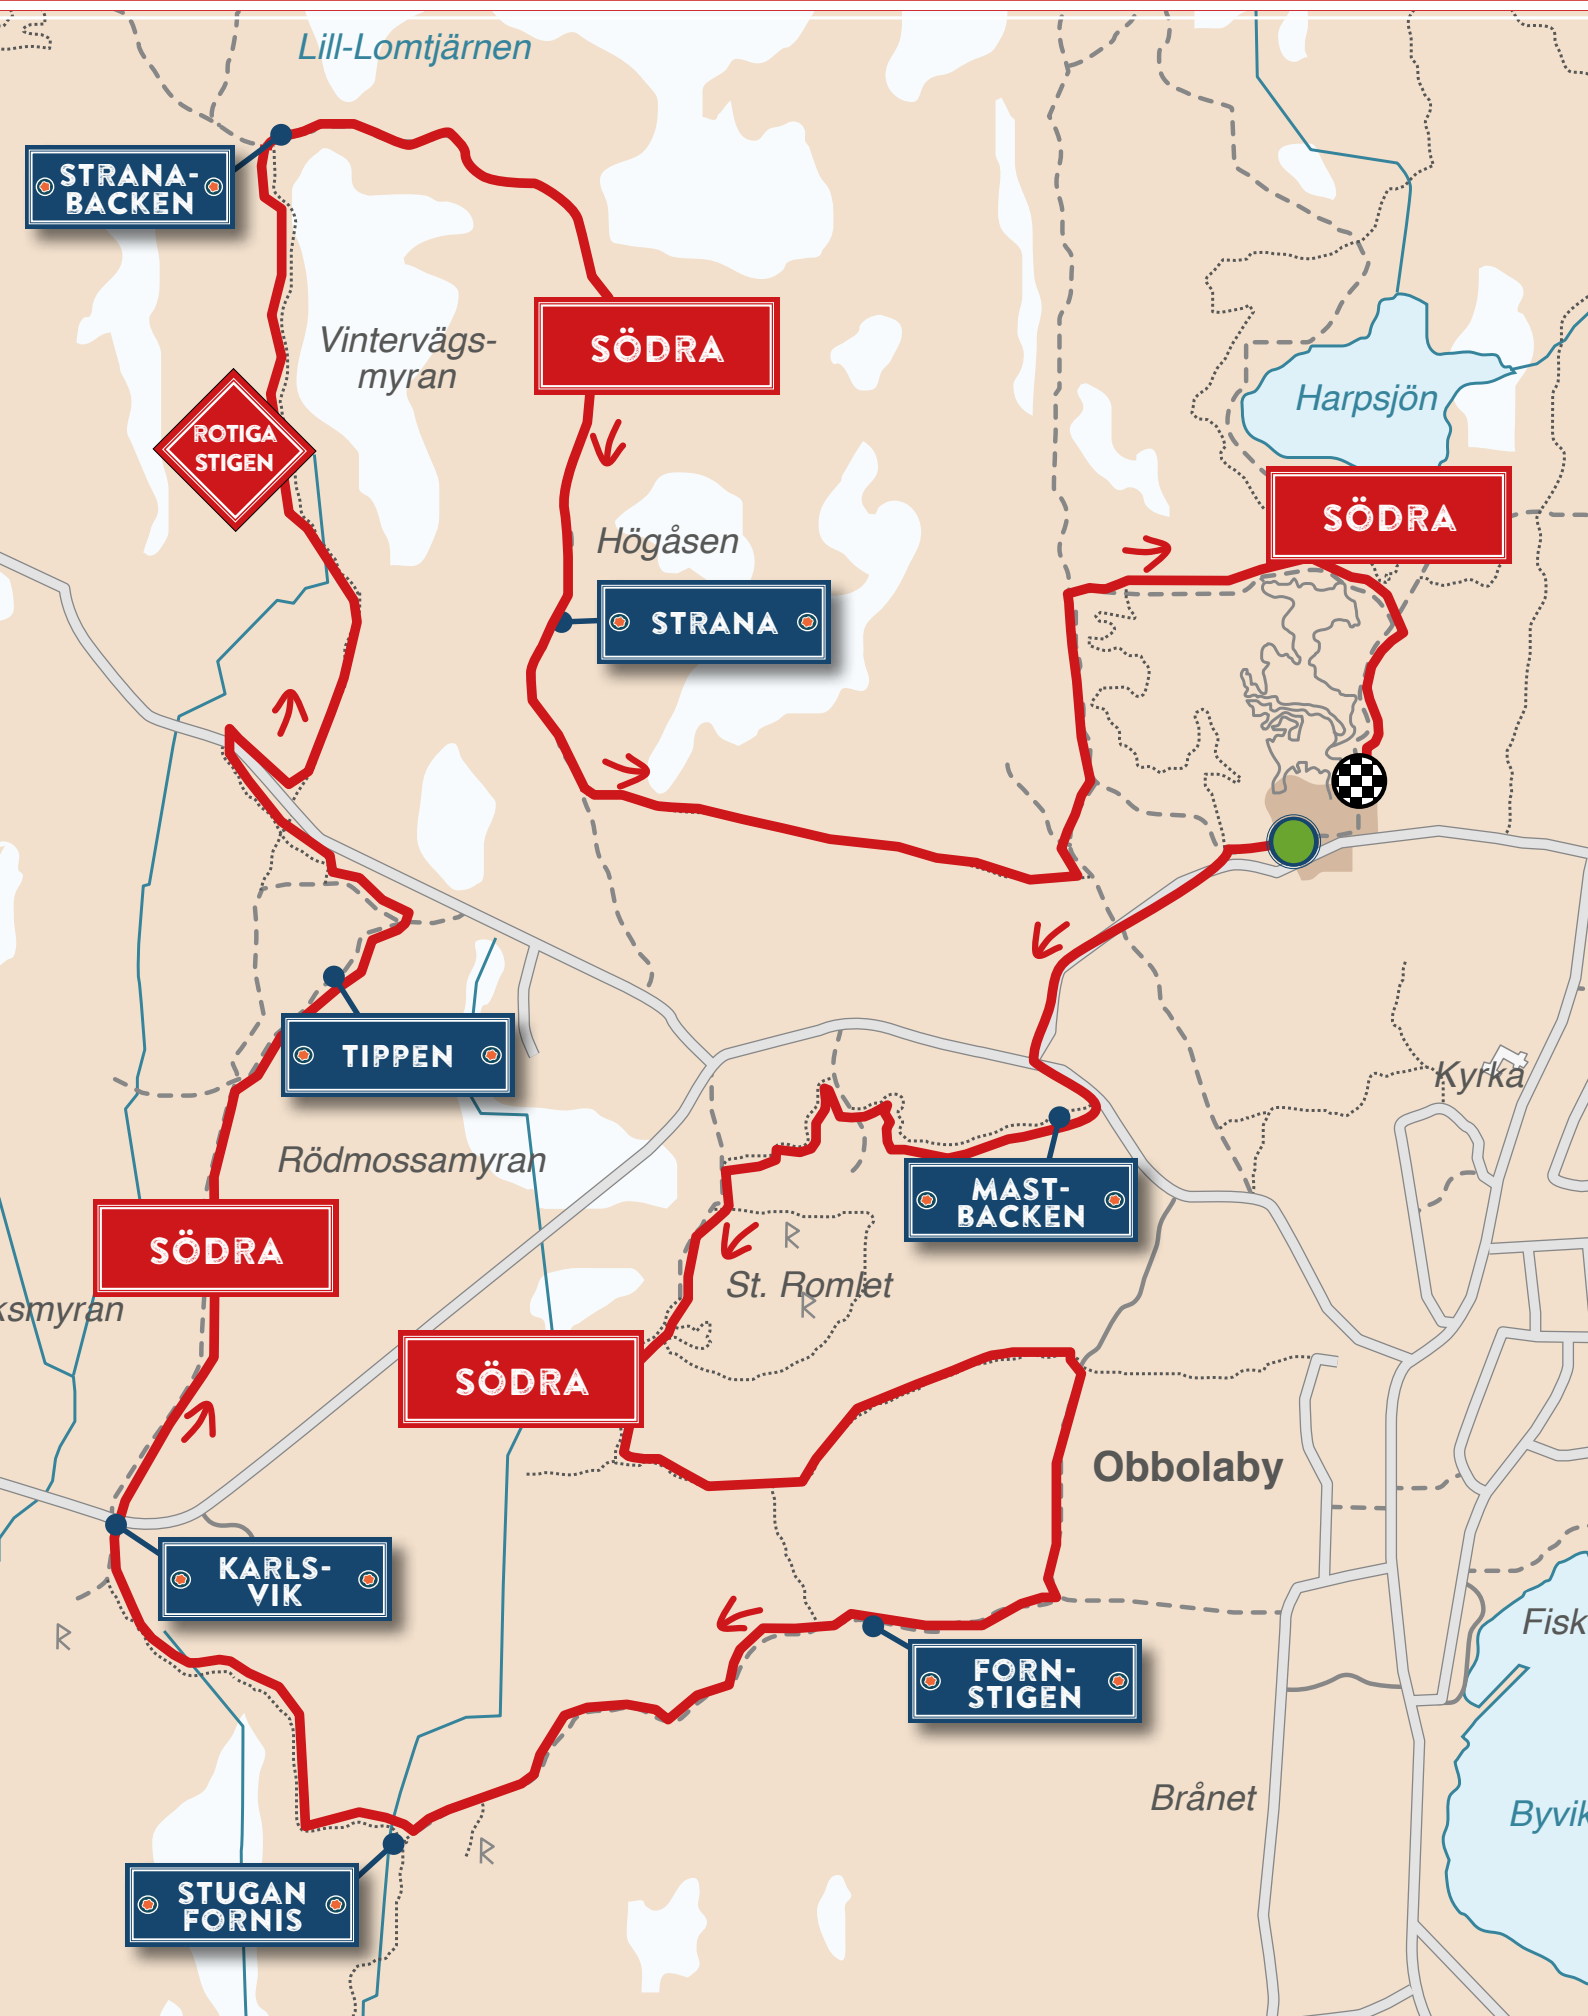 Lill-Lomtjärnen
STRANA-
BACKEN
Vintervägs-
myran
SÖDRA
Harpsjön
ROTIGA
STIGEN
SÖDRA
Högåsen
STRANA
TIPPEN
Kyrka
Rödmossamyran
MAST-
BACKEN
SÖDRA
St. Romlet
ksmyran
SÖDRA
Obbolaby
KARLS-
VIK
Fisk
FORN-
STIGEN
Brånet
Byvik
STUGAN
FORNIS